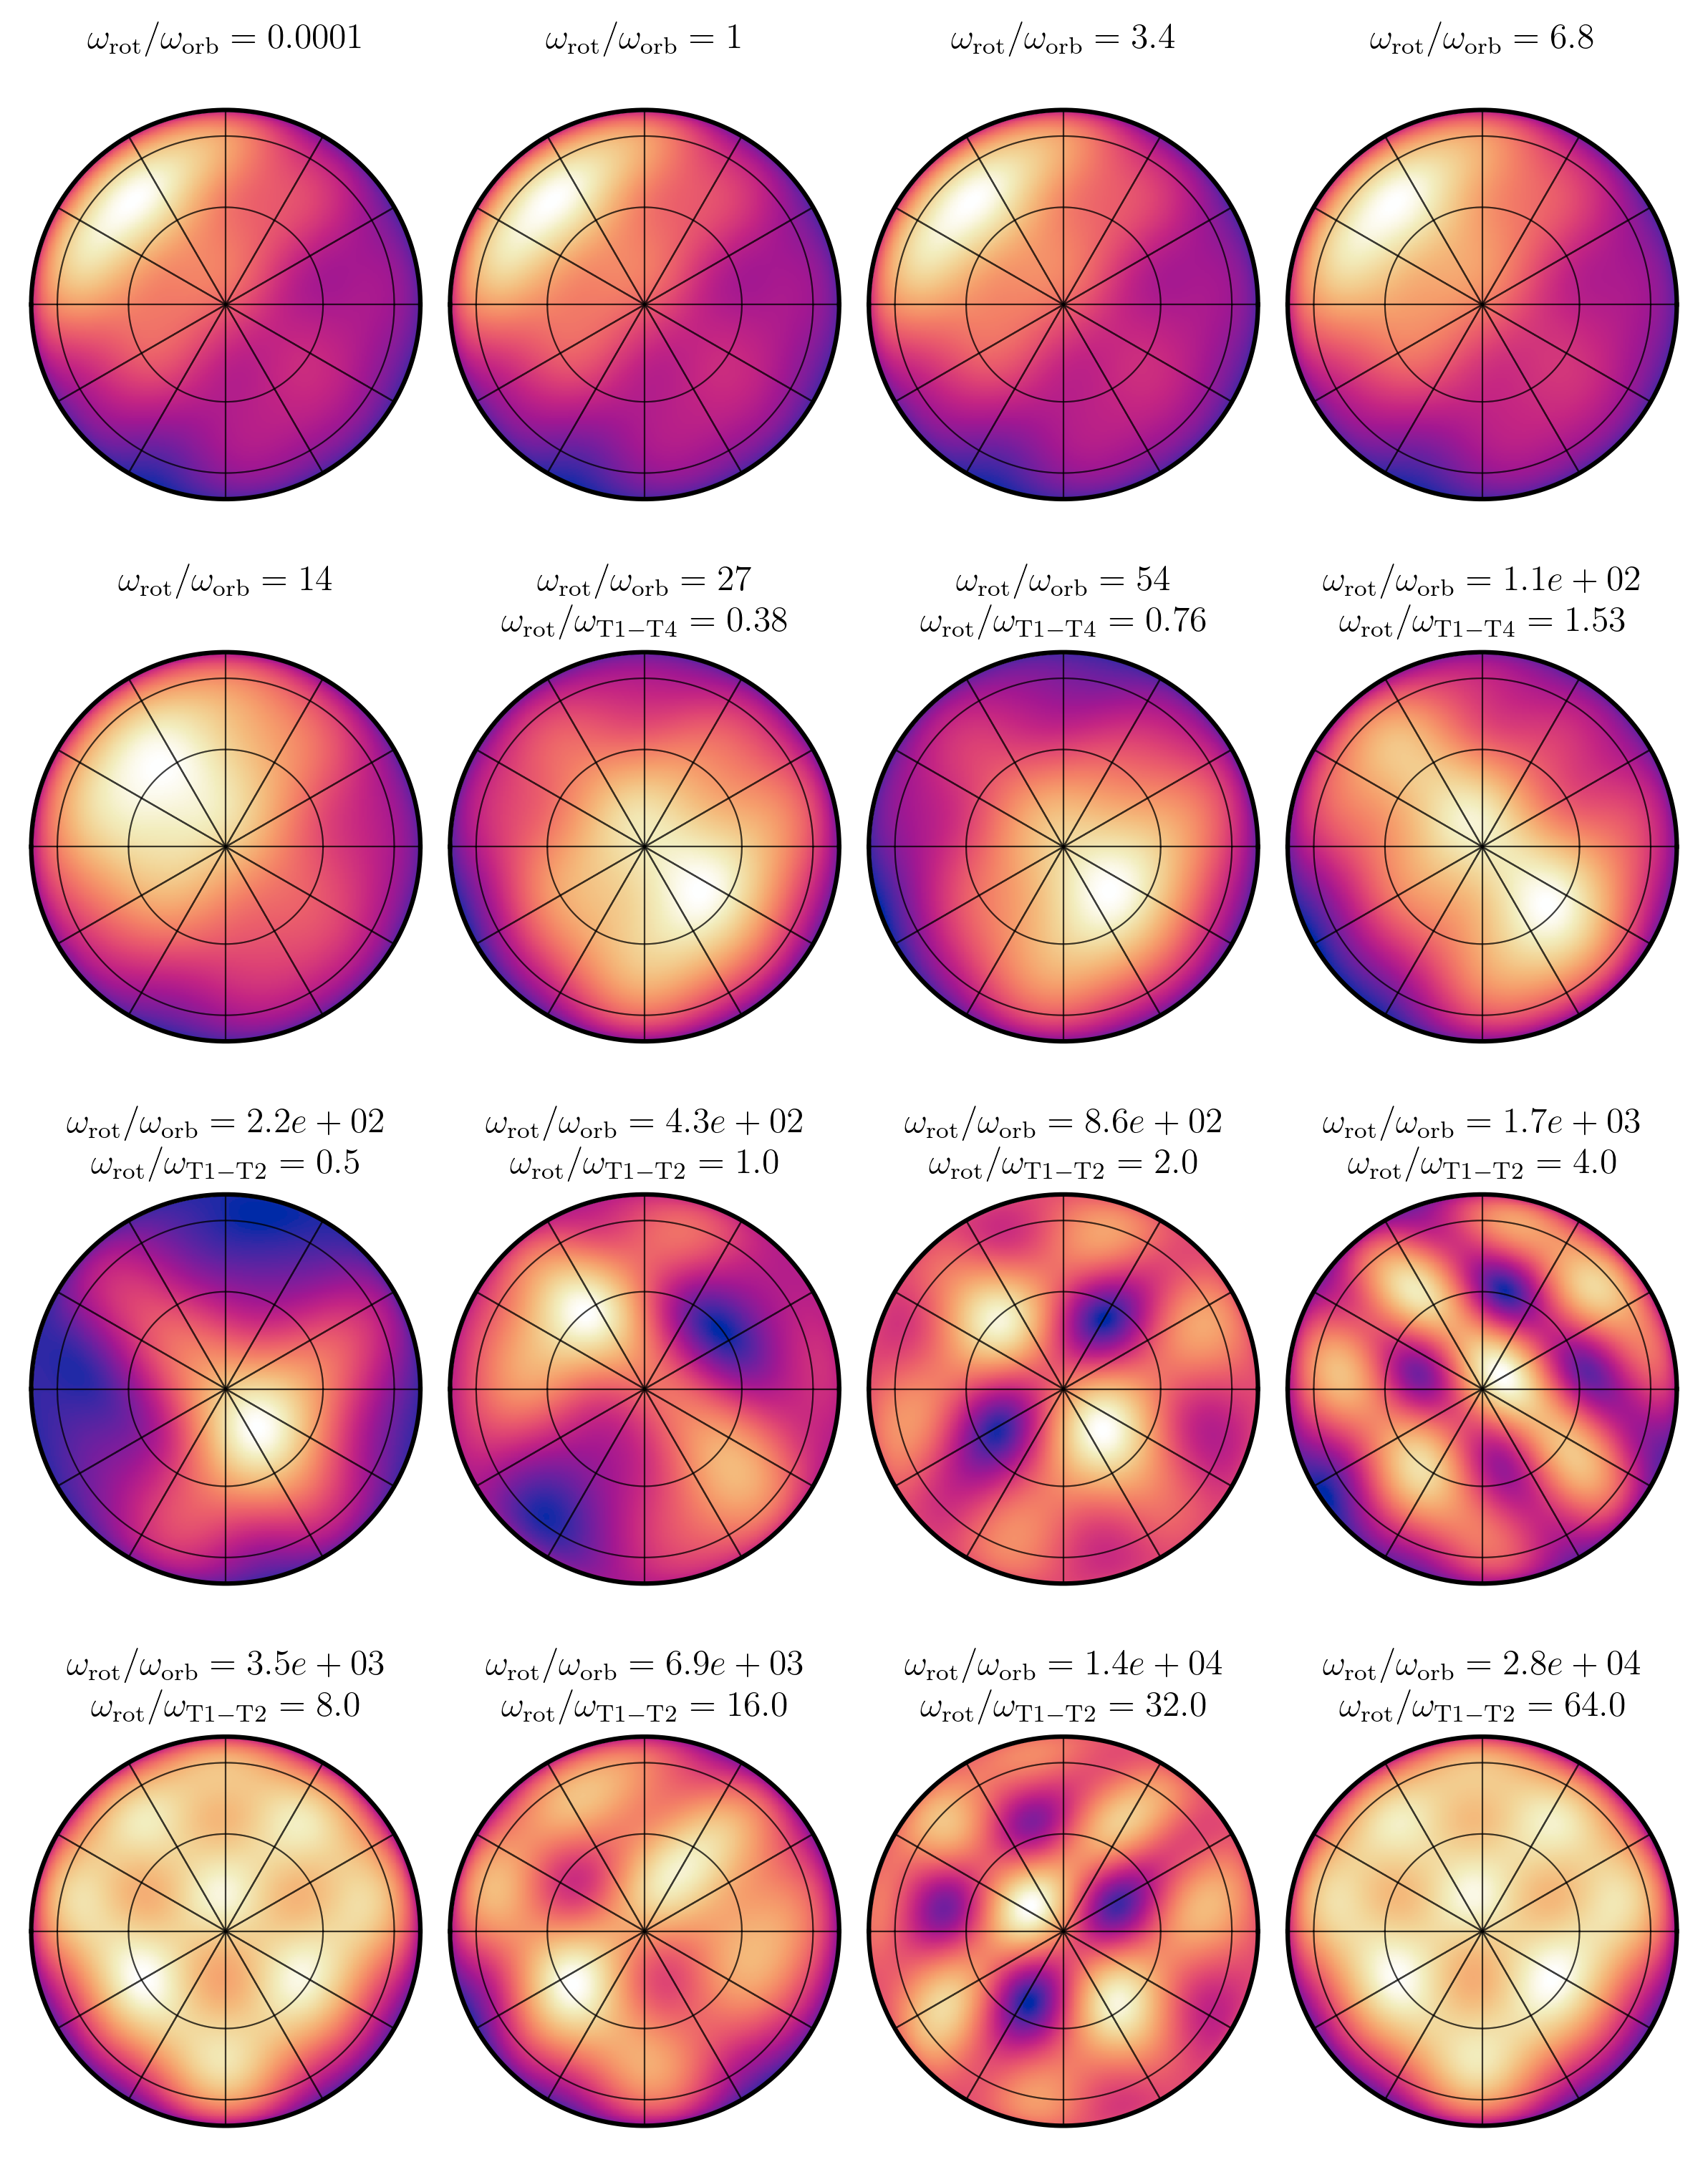 ω_rot/ω_orb = 0.0001
ω_rot/ω_orb = 1
ω_rot/ω_orb = 3.4
ω_rot/ω_orb = 6.8
ω_rot/ω_orb = 14
ω_rot/ω_orb = 27
ω_rot/ω_T1−T4 = 0.38
ω_rot/ω_orb = 54
ω_rot/ω_T1−T4 = 0.76
ω_rot/ω_orb = 1.1e + 02
ω_rot/ω_T1−T4 = 1.53
ω_rot/ω_orb = 2.2e + 02
ω_rot/ω_T1−T2 = 0.5
ω_rot/ω_orb = 4.3e + 02
ω_rot/ω_T1−T2 = 1.0
ω_rot/ω_orb = 8.6e + 02
ω_rot/ω_T1−T2 = 2.0
ω_rot/ω_orb = 1.7e + 03
ω_rot/ω_T1−T2 = 4.0
ω_rot/ω_orb = 3.5e + 03
ω_rot/ω_T1−T2 = 8.0
ω_rot/ω_orb = 6.9e + 03
ω_rot/ω_T1−T2 = 16.0
ω_rot/ω_orb = 1.4e + 04
ω_rot/ω_T1−T2 = 32.0
ω_rot/ω_orb = 2.8e + 04
ω_rot/ω_T1−T2 = 64.0